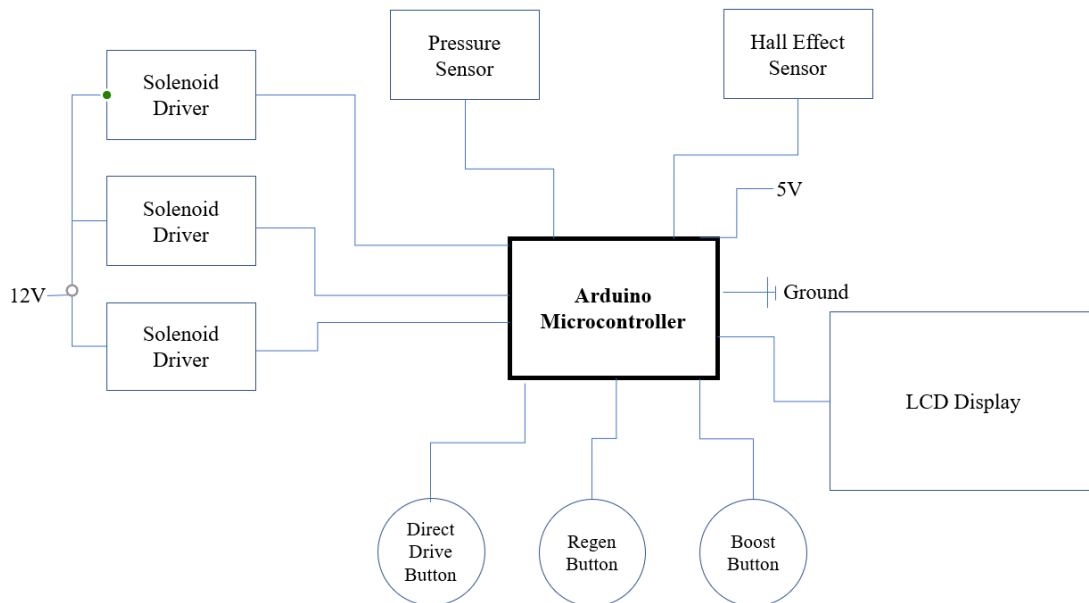 Pressure
Sensor
Hall Effect
Sensor
Solenoid
Driver
5V
Solenoid
Driver
12V
Ground
Arduino
Microcontroller
Solenoid
Driver
LCD Display
Direct
Drive
Button
Regen
Button
Boost
Button